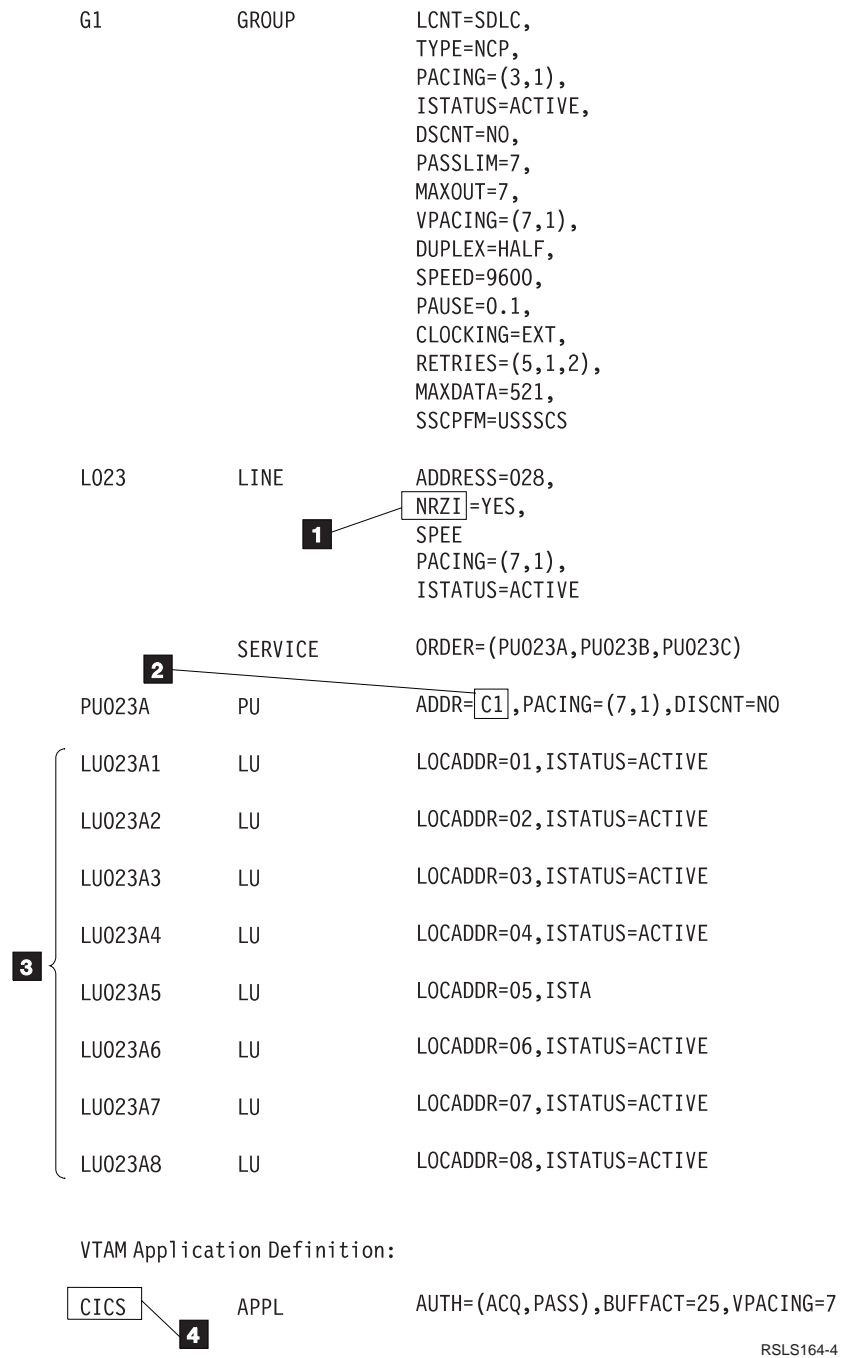 G1 GROUP LCNT=SDLC,
TYPE=NCP,
PACING=(3,1),
ISTATUS=ACTIVE,
DSCNT=NO,
PASSLIM=7,
MAXOUT=7,
VPACING=(7,1),
DUPLEX=HALF,
SPEED=9600,
PAUSE=0.1,
CLOCKING=EXT,
RETRIES=(5,1,2),
MAXDATA=521,
SSCPFM=USSSCS
L023 LINE ADDRESS=028,
NRZI=YES,
1 SPEE
PACING=(7,1),
ISTATUS=ACTIVE
SERVICE ORDER=(PU023A,PU023B,PU023C)
2
PU023A PU ADDR=C1,PACING=(7,1),DISCNT=NO
LU023A1 LU LOCADDR=01,ISTATUS=ACTIVE
LU023A2 LU LOCADDR=02,ISTATUS=ACTIVE
LU023A3 LU LOCADDR=03,ISTATUS=ACTIVE
LU023A4 LU LOCADDR=04,ISTATUS=ACTIVE
3
LU023A5 LU LOCADDR=05,ISTA
LU023A6 LU LOCADDR=06,ISTATUS=ACTIVE
LU023A7 LU LOCADDR=07,ISTATUS=ACTIVE
LU023A8 LU LOCADDR=08,ISTATUS=ACTIVE
VTAM Application Definition:
CICS APPL AUTH=(ACQ,PASS),BUFFACT=25,VPACING=7
4
RSLS164-4